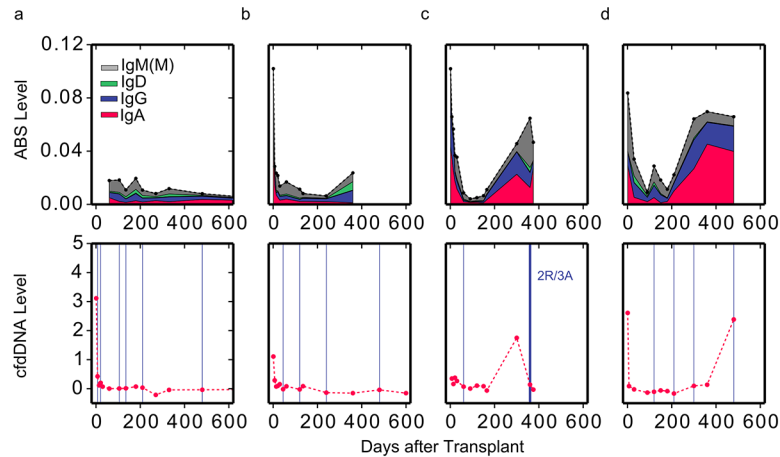 a b c d
0.12
0.08
0.04
0.00
ABS Level
IgM(M)
IgD
IgG
IgA
0 200 400 600 0 200 400 600 0 200 400 600 0 200 400 600
5
4
3
2
1
0
cfdDNA Level
2R/3A
0 200 400 600 0 200 400 600 0 200 400 600 0 200 400 600
Days after Transplant